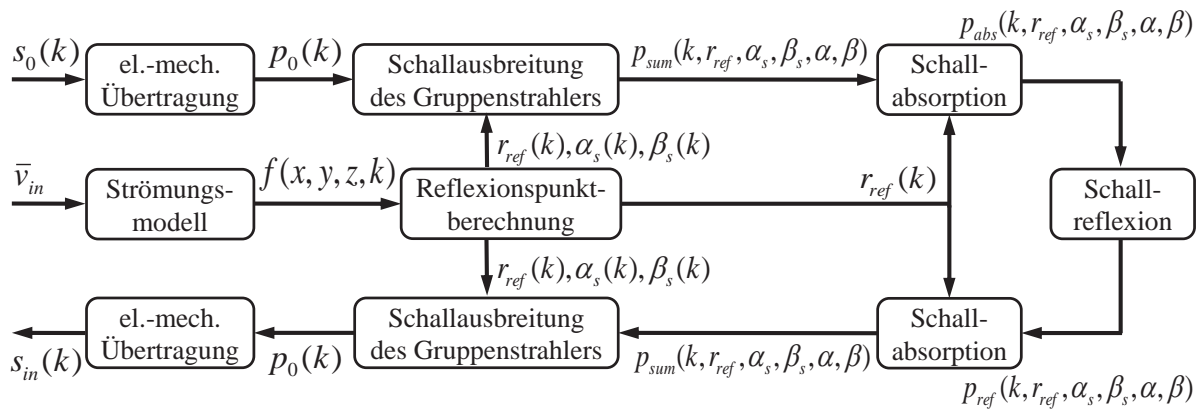 s_0(k)
el.-mech.
Übertragung
p_0(k)
Schallausbreitung
des Gruppenstrahlers
p_sum(k, r_ref, α_s, β_s, α, β)
Schall-
absorption
p_abs(k, r_ref, α_s, β_s, α, β)
r_ref(k), α_s(k), β_s(k)
v̅_in
Strömungs-
modell
f(x, y, z, k)
Reflexionspunkt-
berechnung
r_ref(k)
Schall-
reflexion
r_ref(k), α_s(k), β_s(k)
s_in(k)
el.-mech.
Übertragung
p_0(k)
Schallausbreitung
des Gruppenstrahlers
p_sum(k, r_ref, α_s, β_s, α, β)
Schall-
absorption
p_ref(k, r_ref, α_s, β_s, α, β)